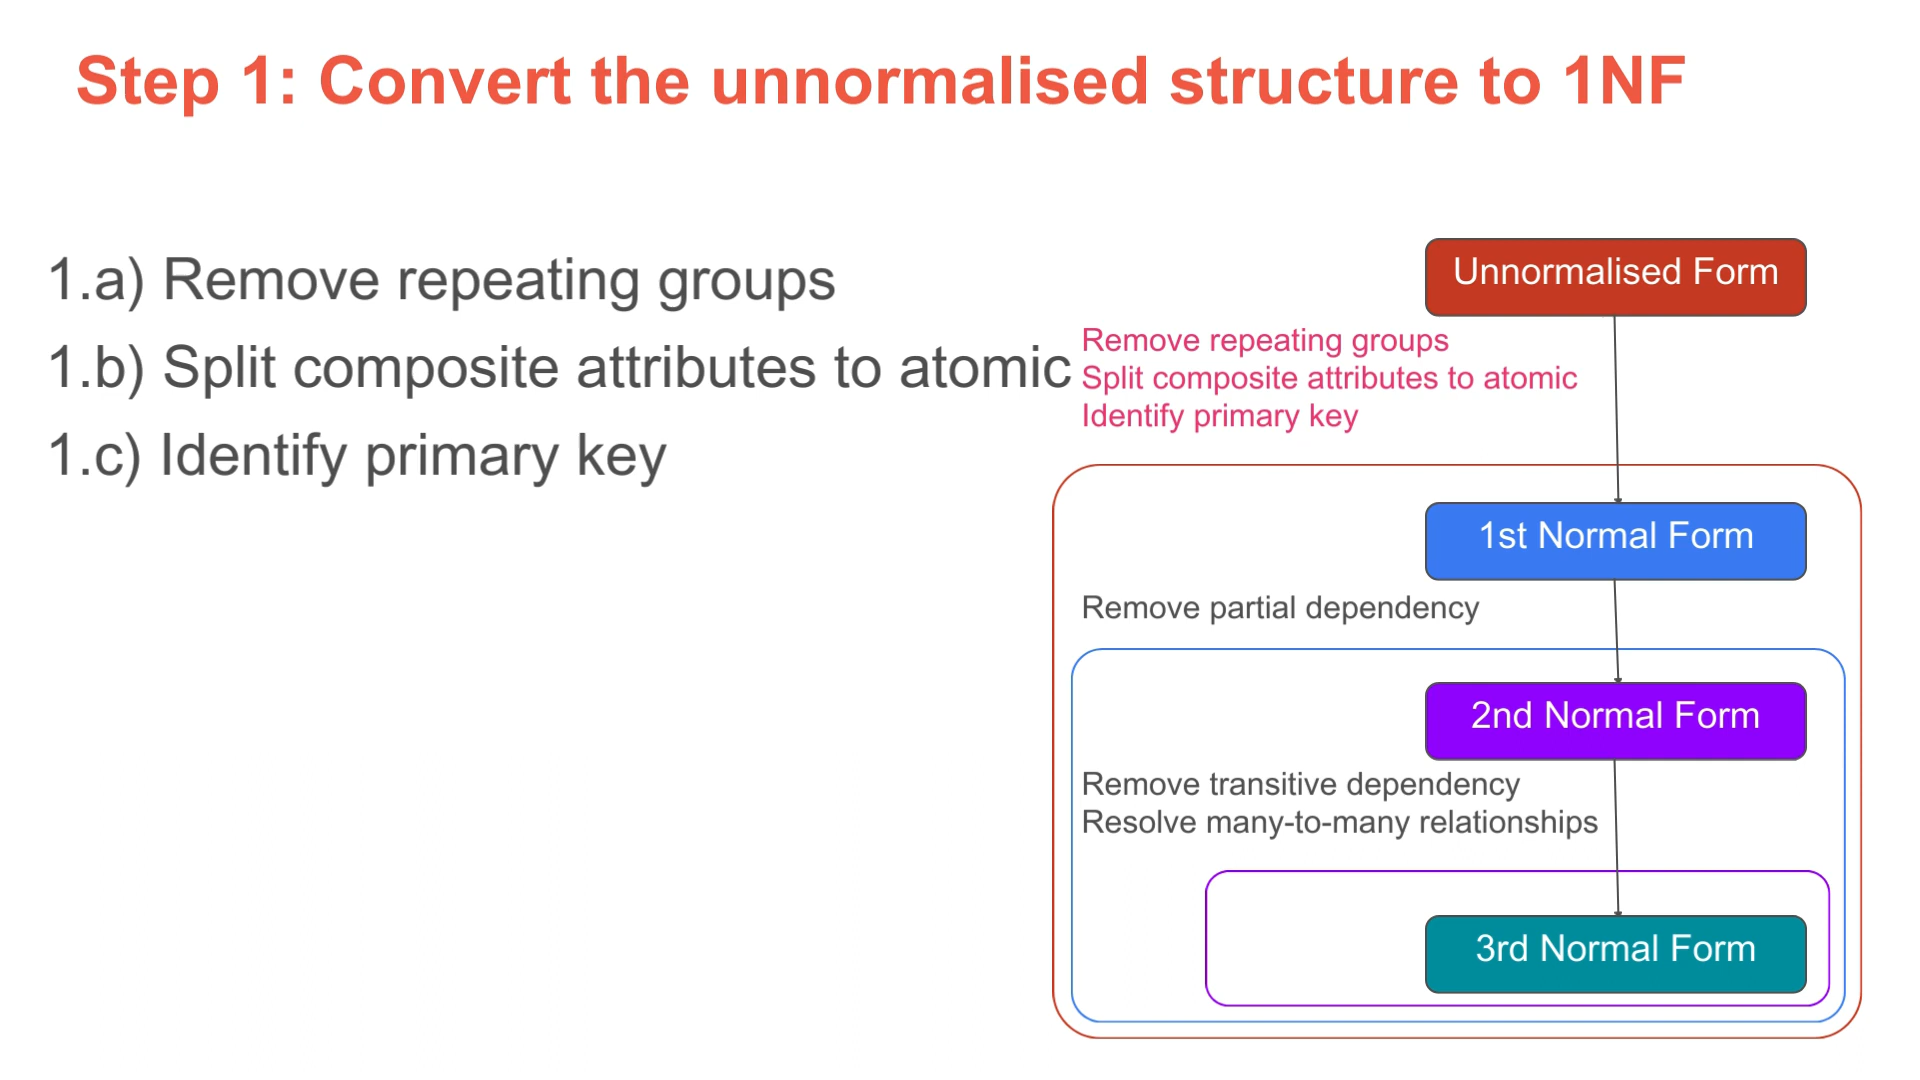 Step 1: Convert the unnormalised structure to 1NF
1.a) Remove repeating groups
1.b) Split composite attributes to atomic
1.c) Identify primary key
Unnormalised Form
Remove repeating groups
Split composite attributes to atomic
Identify primary key
1st Normal Form
Remove partial dependency
2nd Normal Form
Remove transitive dependency
Resolve many-to-many relationships
3rd Normal Form